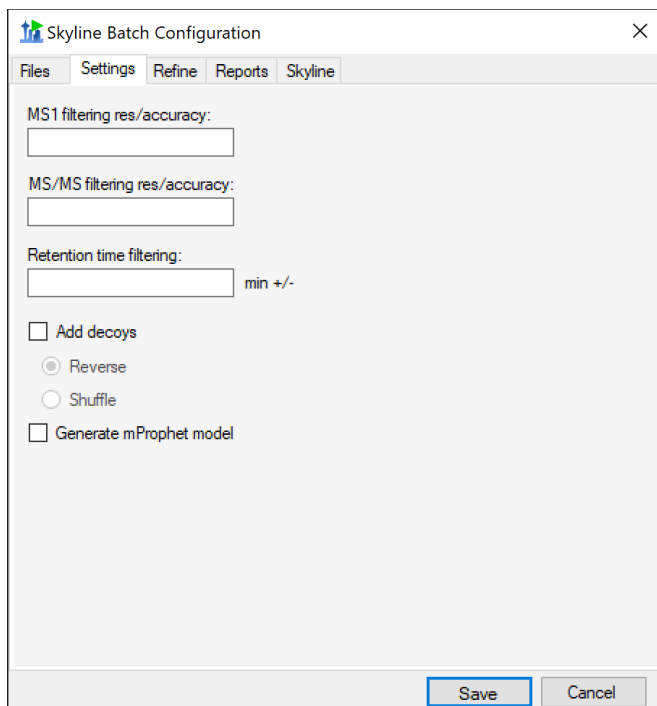 Skyline Batch Configuration
Files Settings Refine Reports Skyline
MS1 filtering res/accuracy:
MS/MS filtering res/accuracy:
Retention time filtering:
min +/-
Add decoys
Reverse
Shuffle
Generate mProphet model
Save Cancel